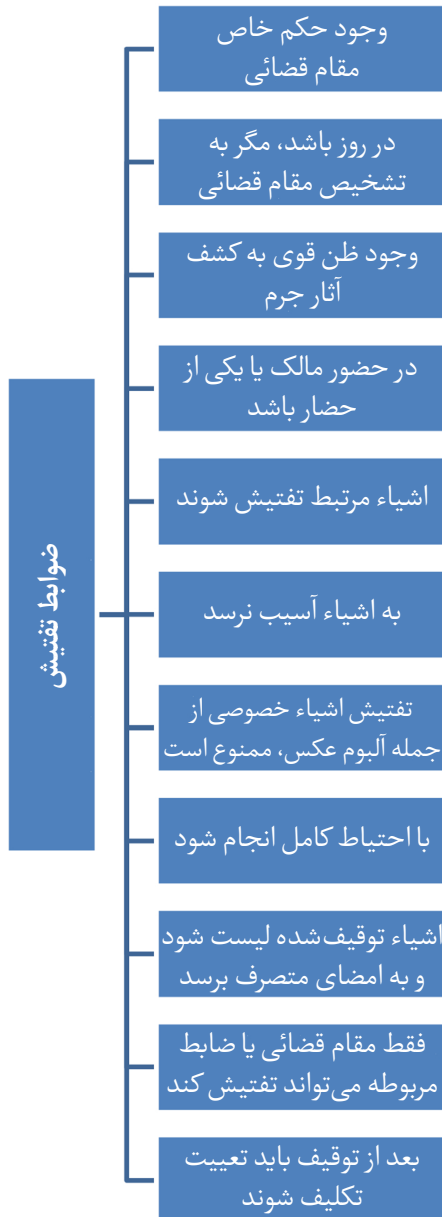 ضوابط تفتیش
وجود حکم خاص
مقام قضائی
در روز باشد، مگر به
تشخیص مقام قضائی
وجود ظن قوی به کشف
آثار جرم
در حضور مالک یا یکی از
حضار باشد
اشیاء مرتبط تفتیش شوند
به اشیاء آسیب نرسد
تفتیش اشیاء خصوصی از
جمله آلبوم عکس، ممنوع است
با احتیاط کامل انجام شود
اشیاء توقیف‌شده لیست شود
و به امضای متصرف برسد
فقط مقام قضائی یا ضابط
مربوطه می‌تواند تفتیش کند
بعد از توقیف باید تعییت
تکلیف شوند